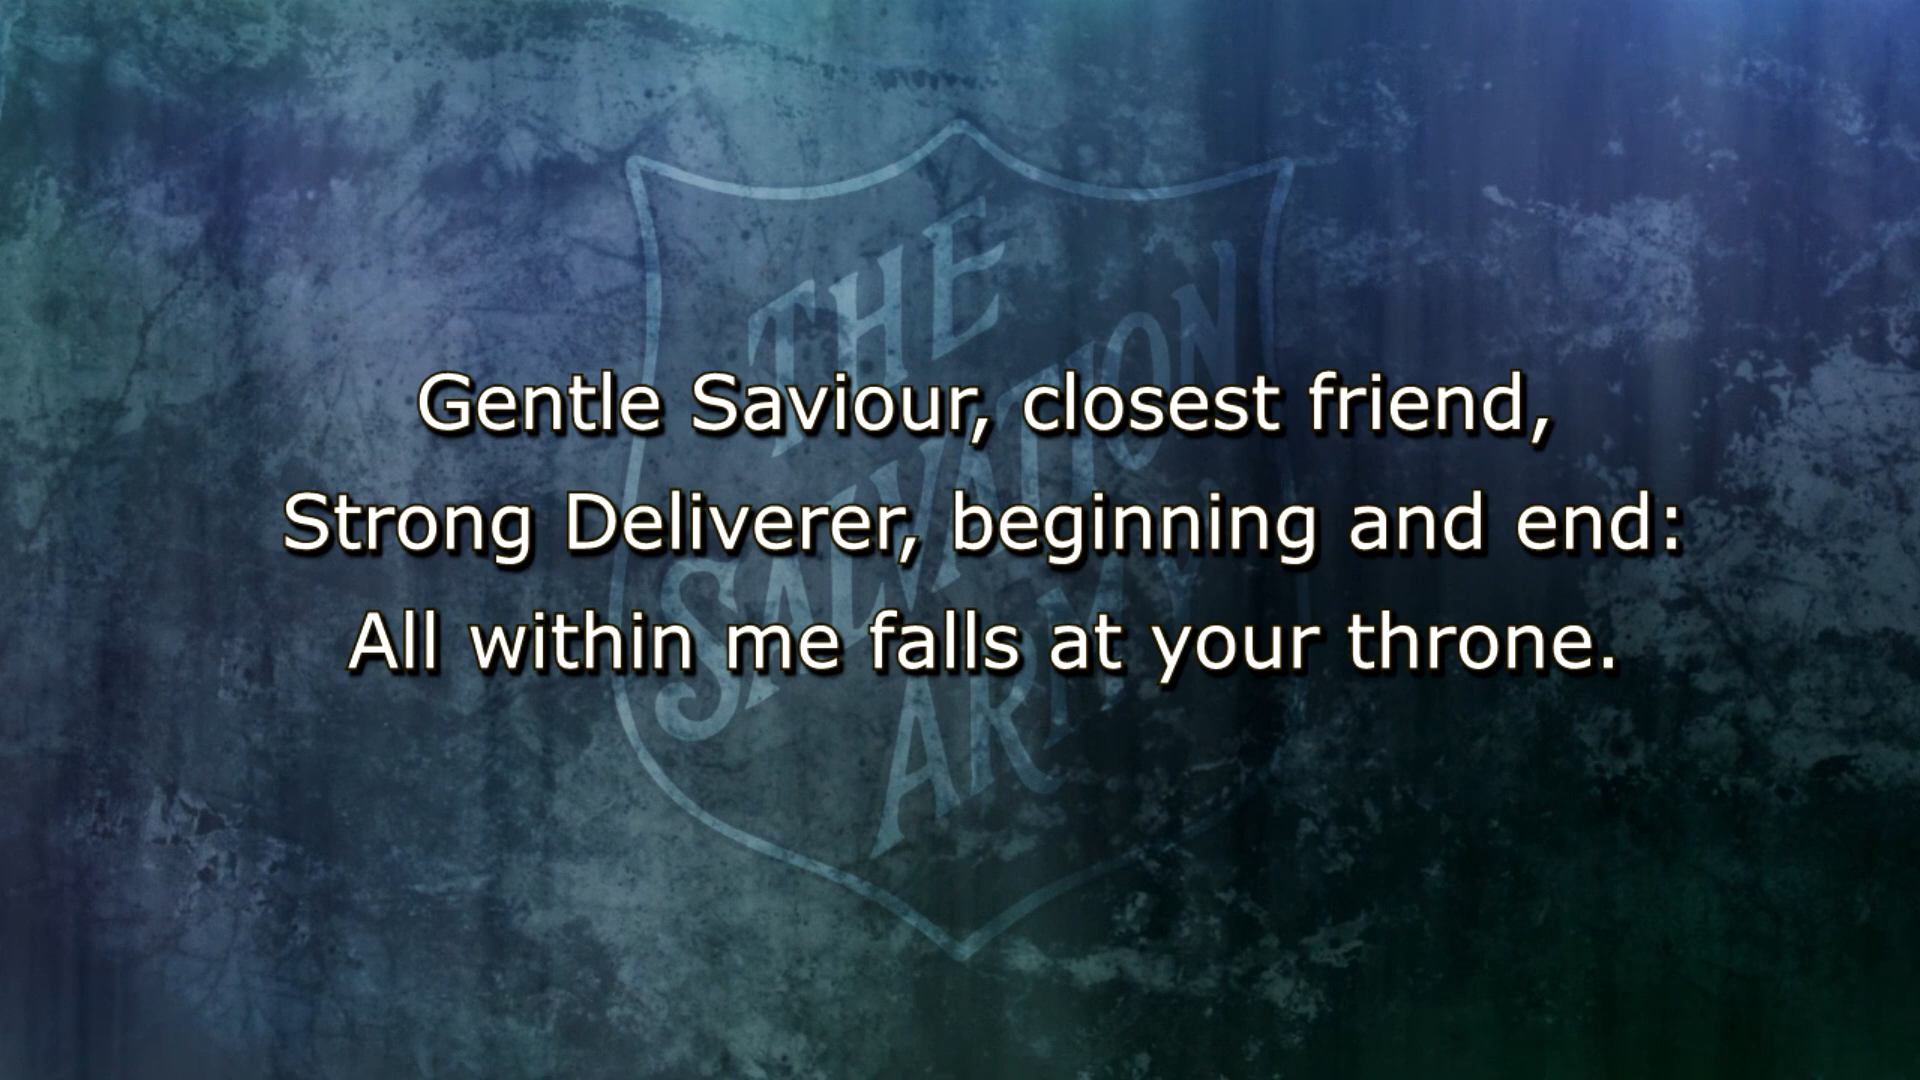 THE
SALVATION
ARMY
Gentle Saviour, closest friend,
Strong Deliverer, beginning and end:
All within me falls at your throne.